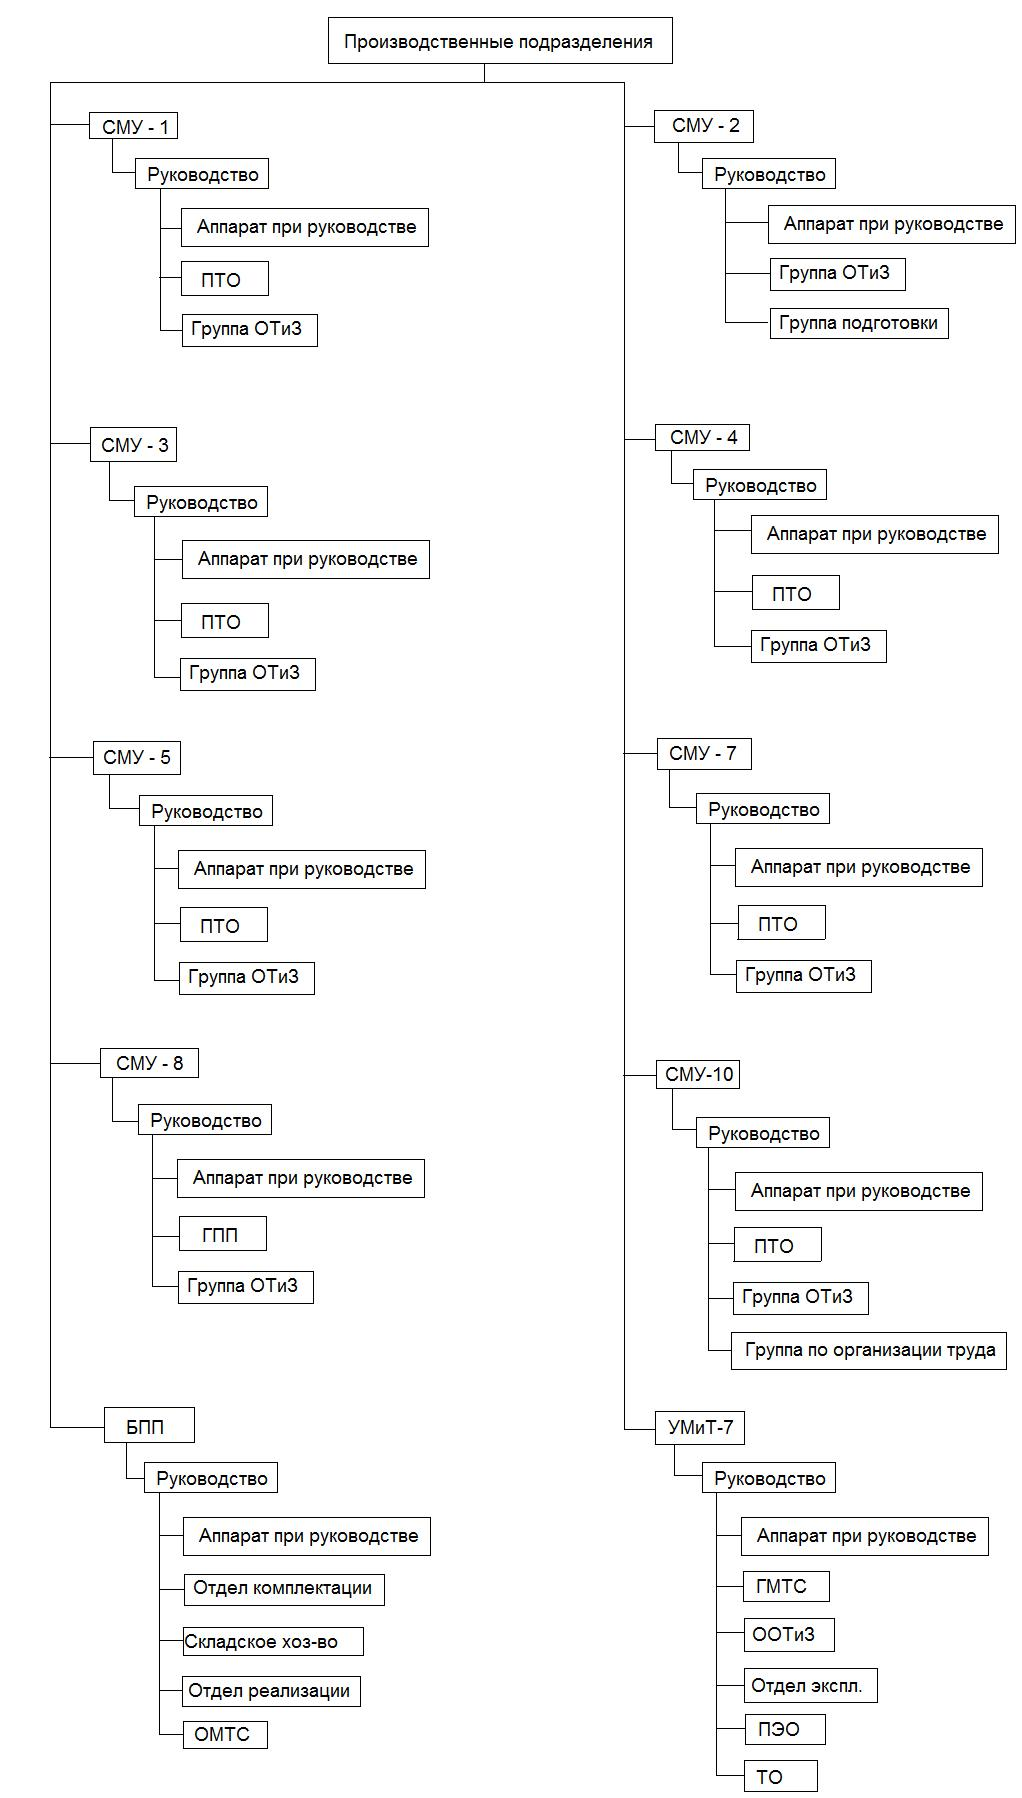 Производственные подразделения
СМУ - 1
Руководство
Аппарат при руководстве
ПТО
Группа ОТиЗ
СМУ - 2
Руководство
Аппарат при руководстве
Группа ОТиЗ
Группа подготовки
СМУ - 3
Руководство
Аппарат при руководстве
ПТО
Группа ОТиЗ
СМУ - 4
Руководство
Аппарат при руководстве
ПТО
Группа ОТиЗ
СМУ - 5
Руководство
Аппарат при руководстве
ПТО
Группа ОТиЗ
СМУ - 7
Руководство
Аппарат при руководстве
ПТО
Группа ОТиЗ
СМУ - 8
Руководство
Аппарат при руководстве
ГПП
Группа ОТиЗ
СМУ-10
Руководство
Аппарат при руководстве
ПТО
Группа ОТиЗ
Группа по организации труда
БПП
Руководство
Аппарат при руководстве
Отдел комплектации
Складское хоз-во
Отдел реализации
ОМТС
УМиТ-7
Руководство
Аппарат при руководстве
ГМТС
ООТиЗ
Отдел экспл.
ПЭО
ТО